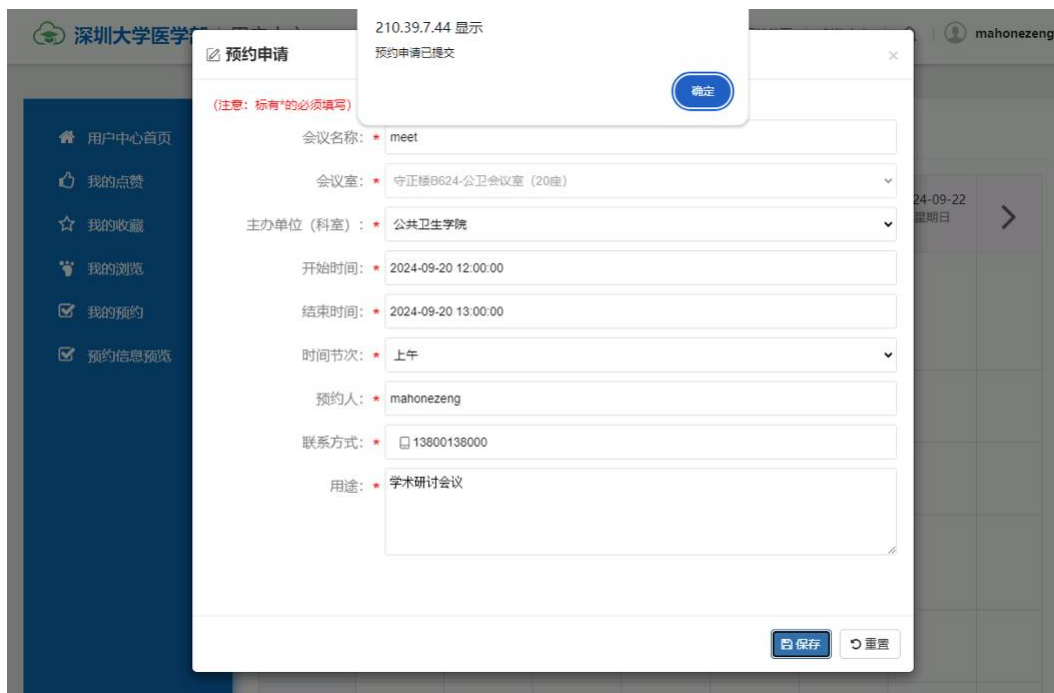 深圳大学医学部
210.39.7.44 显示
预约申请已提交
确定
mahonezeng
预约申请
×
(注意：标有*的必须填写)
用户中心首页
我的点赞
我的收藏
我的浏览
我的预约
预约信息预览
会议名称：* meet
会议室：* 守正楼B624-公卫会议室（20座）
主办单位（科室）：* 公共卫生学院
开始时间：* 2024-09-20 12:00:00
结束时间：* 2024-09-20 13:00:00
时间节次：* 上午
预约人：* mahonezeng
联系方式：* 13800138000
用途：* 学术研讨会议
24-09-22
星期日
保存
重置